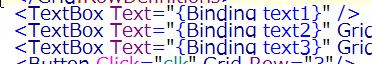 </Grid.RowDefinitions>
<TextBox Text="{Binding text1}" />
<TextBox Text="{Binding text2}" Grid
<TextBox Text="{Binding text3}" Grid
<Button Click="clk" Grid.Row="3"/>